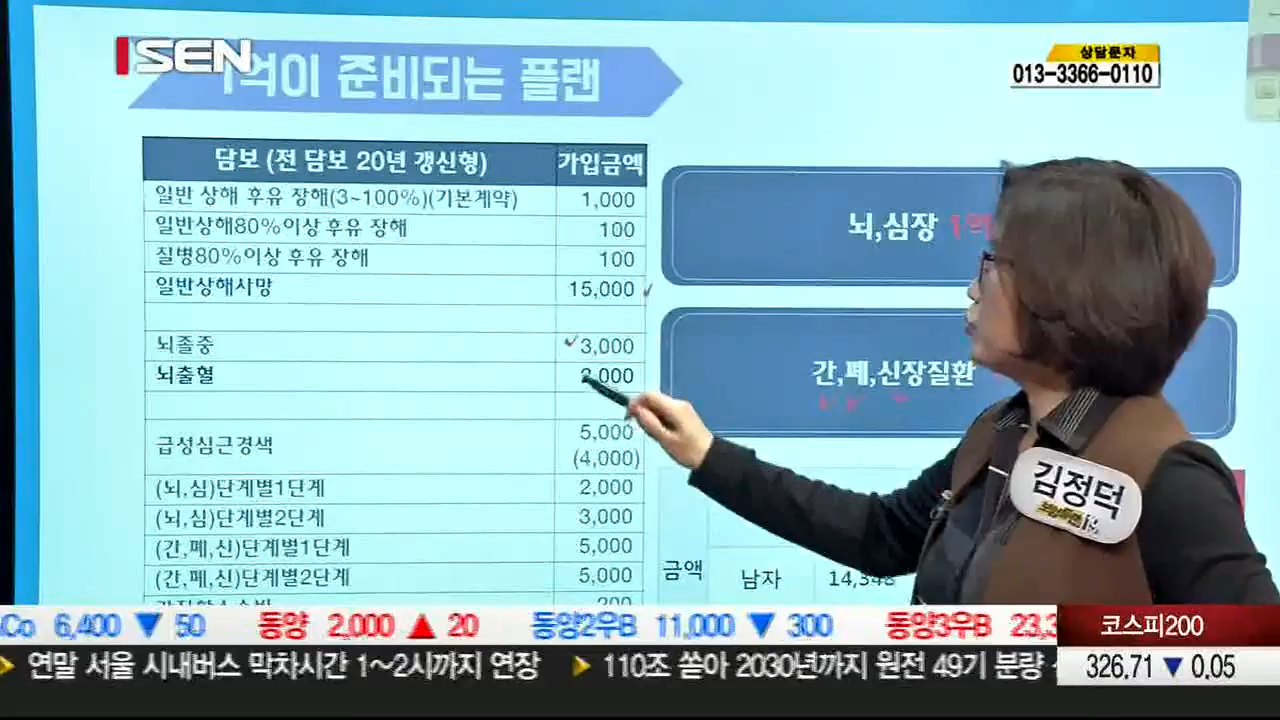 SEN
1억이 준비되는 플랜
상담문자
013-3366-0110
담보 (전 담보 20년 갱신형) 가입금액
일반 상해 후유 장해(3~100%)(기본계약) 1,000
일반상해80%이상 후유 장해 100
질병80%이상 후유 장해 100
일반상해사망 15,000
뇌졸중 3,000
뇌출혈 2,000
급성심근경색 5,000
(4,000)
(뇌,심)단계별1단계 2,000
(뇌,심)단계별2단계 3,000
(간,폐,신)단계별1단계 5,000
(간,폐,신)단계별2단계 5,000
뇌,심장 1억
간,폐,신장질환
금액 남자 14,348
김정덕
Co 6,400 ▼ 50 동양 2,000 ▲ 20 동양2우B 11,000 ▼ 300 동양3우B 23,3
코스피200
326.71 ▼ 0.05
연말 서울 시내버스 막차시간 1~2시까지 연장 110조 쏟아 2030년까지 원전 49기 분량